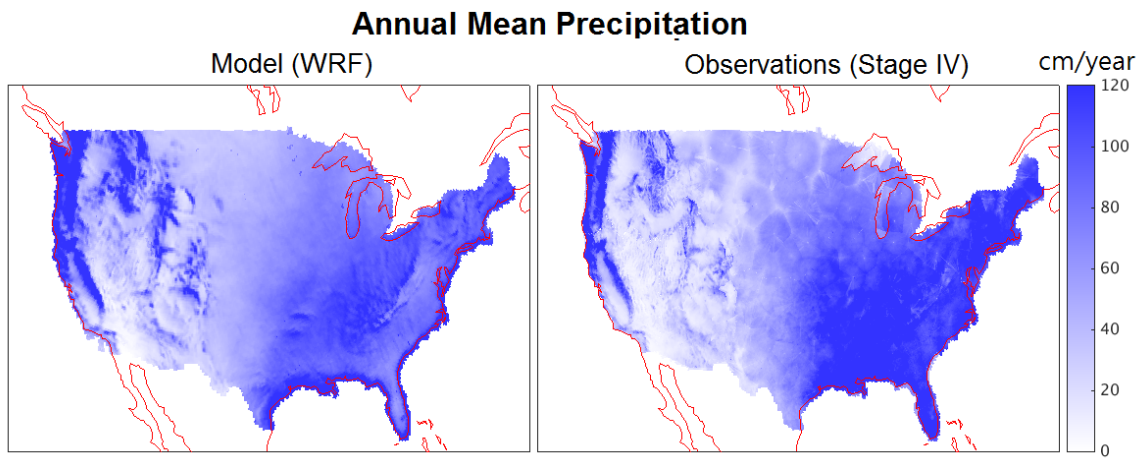 Annual Mean Precipitation
Model (WRF)
Observations (Stage IV)
cm/year
120
100
80
60
40
20
0